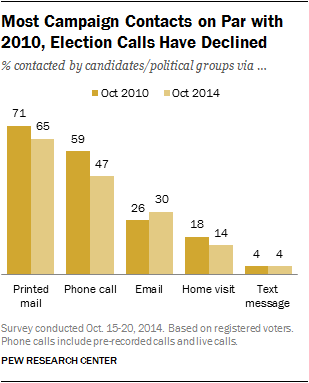 Most Campaign Contacts on Par with
2010, Election Calls Have Declined
% contacted by candidates/political groups via ...
Oct 2010 Oct 2014
71 65 59 47 26 30 18 14 4 4
Printed mail Phone call Email Home visit Text message
Survey conducted Oct. 15-20, 2014. Based on registered voters.
Phone calls include pre-recorded calls and live calls.
PEW RESEARCH CENTER